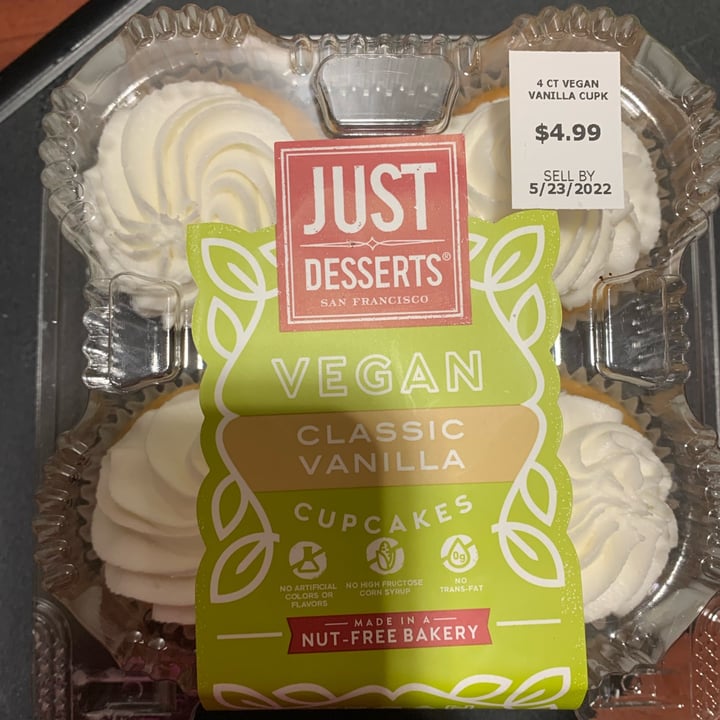 4 CT VEGAN
VANILLA CUPK
$4.99
SELL BY
5/23/2022
JUST
DESSERTS®
SAN FRANCISCO
VEGAN
CLASSIC
VANILLA
CUPCAKES
NO ARTIFICIAL
COLORS OR
FLAVORS
NO HIGH FRUCTOSE
CORN SYRUP
0g
NO
TRANS-FAT
MADE IN A
NUT-FREE BAKERY